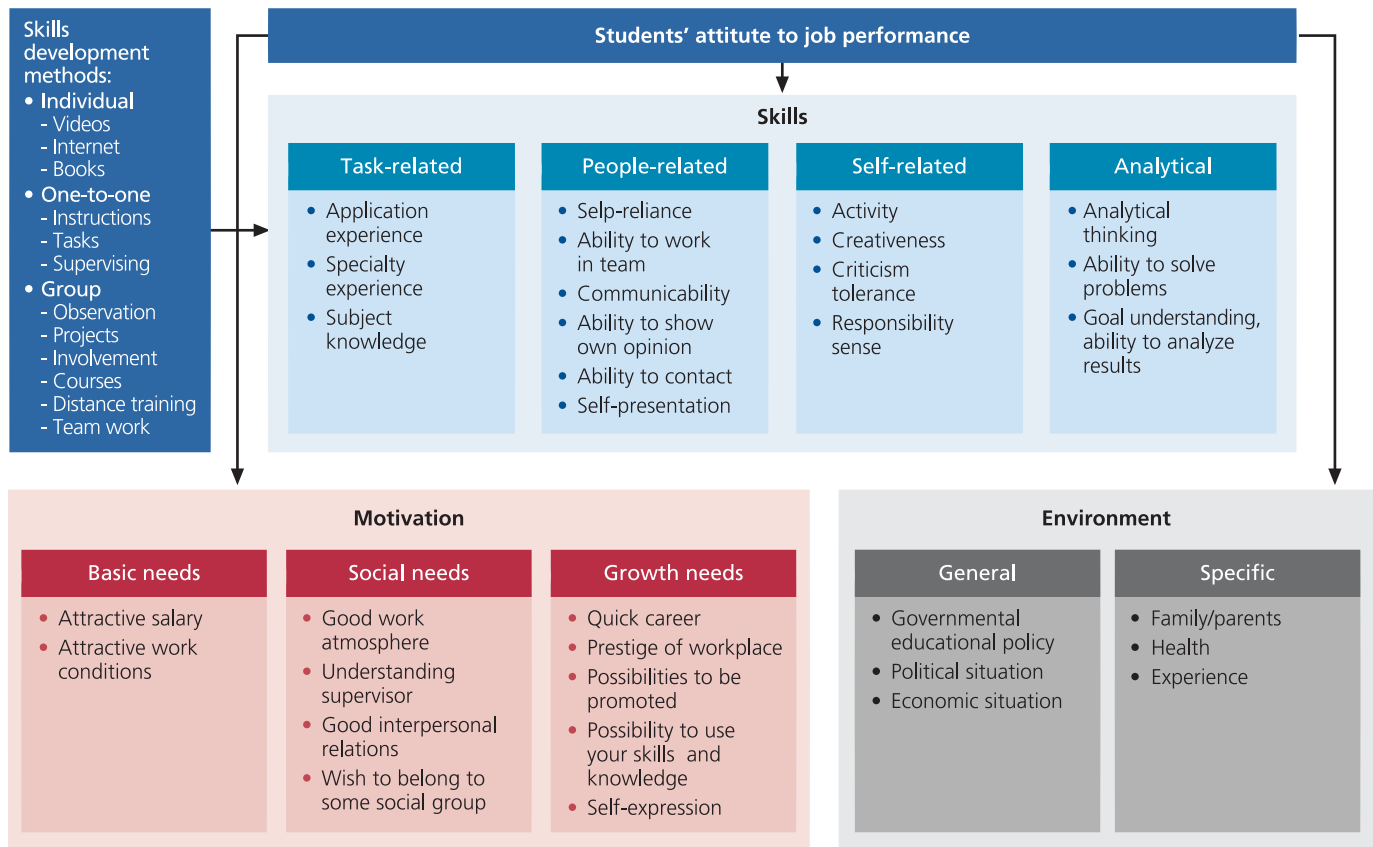 Skills
development
methods:
• Individual
- Videos
- Internet
- Books
• One-to-one
- Instructions
- Tasks
- Supervising
• Group
- Observation
- Projects
- Involvement
- Courses
- Distance training
- Team work
Students’ attitute to job performance
Skills
Task-related
• Application
experience
• Specialty
experience
• Subject
knowledge
People-related
• Selp-reliance
• Ability to work
in team
• Communicability
• Ability to show
own opinion
• Ability to contact
• Self-presentation
Self-related
• Activity
• Creativeness
• Criticism
tolerance
• Responsibility
sense
Analytical
• Analytical
thinking
• Ability to solve
problems
• Goal understanding,
ability to analyze
results
Motivation
Basic needs
• Attractive salary
• Attractive work
conditions
Social needs
• Good work
atmosphere
• Understanding
supervisor
• Good interpersonal
relations
• Wish to belong to
some social group
Growth needs
• Quick career
• Prestige of workplace
• Possibilities to be
promoted
• Possibility to use
your skills and
knowledge
• Self-expression
Environment
General
• Governmental
educational policy
• Political situation
• Economic situation
Specific
• Family/parents
• Health
• Experience